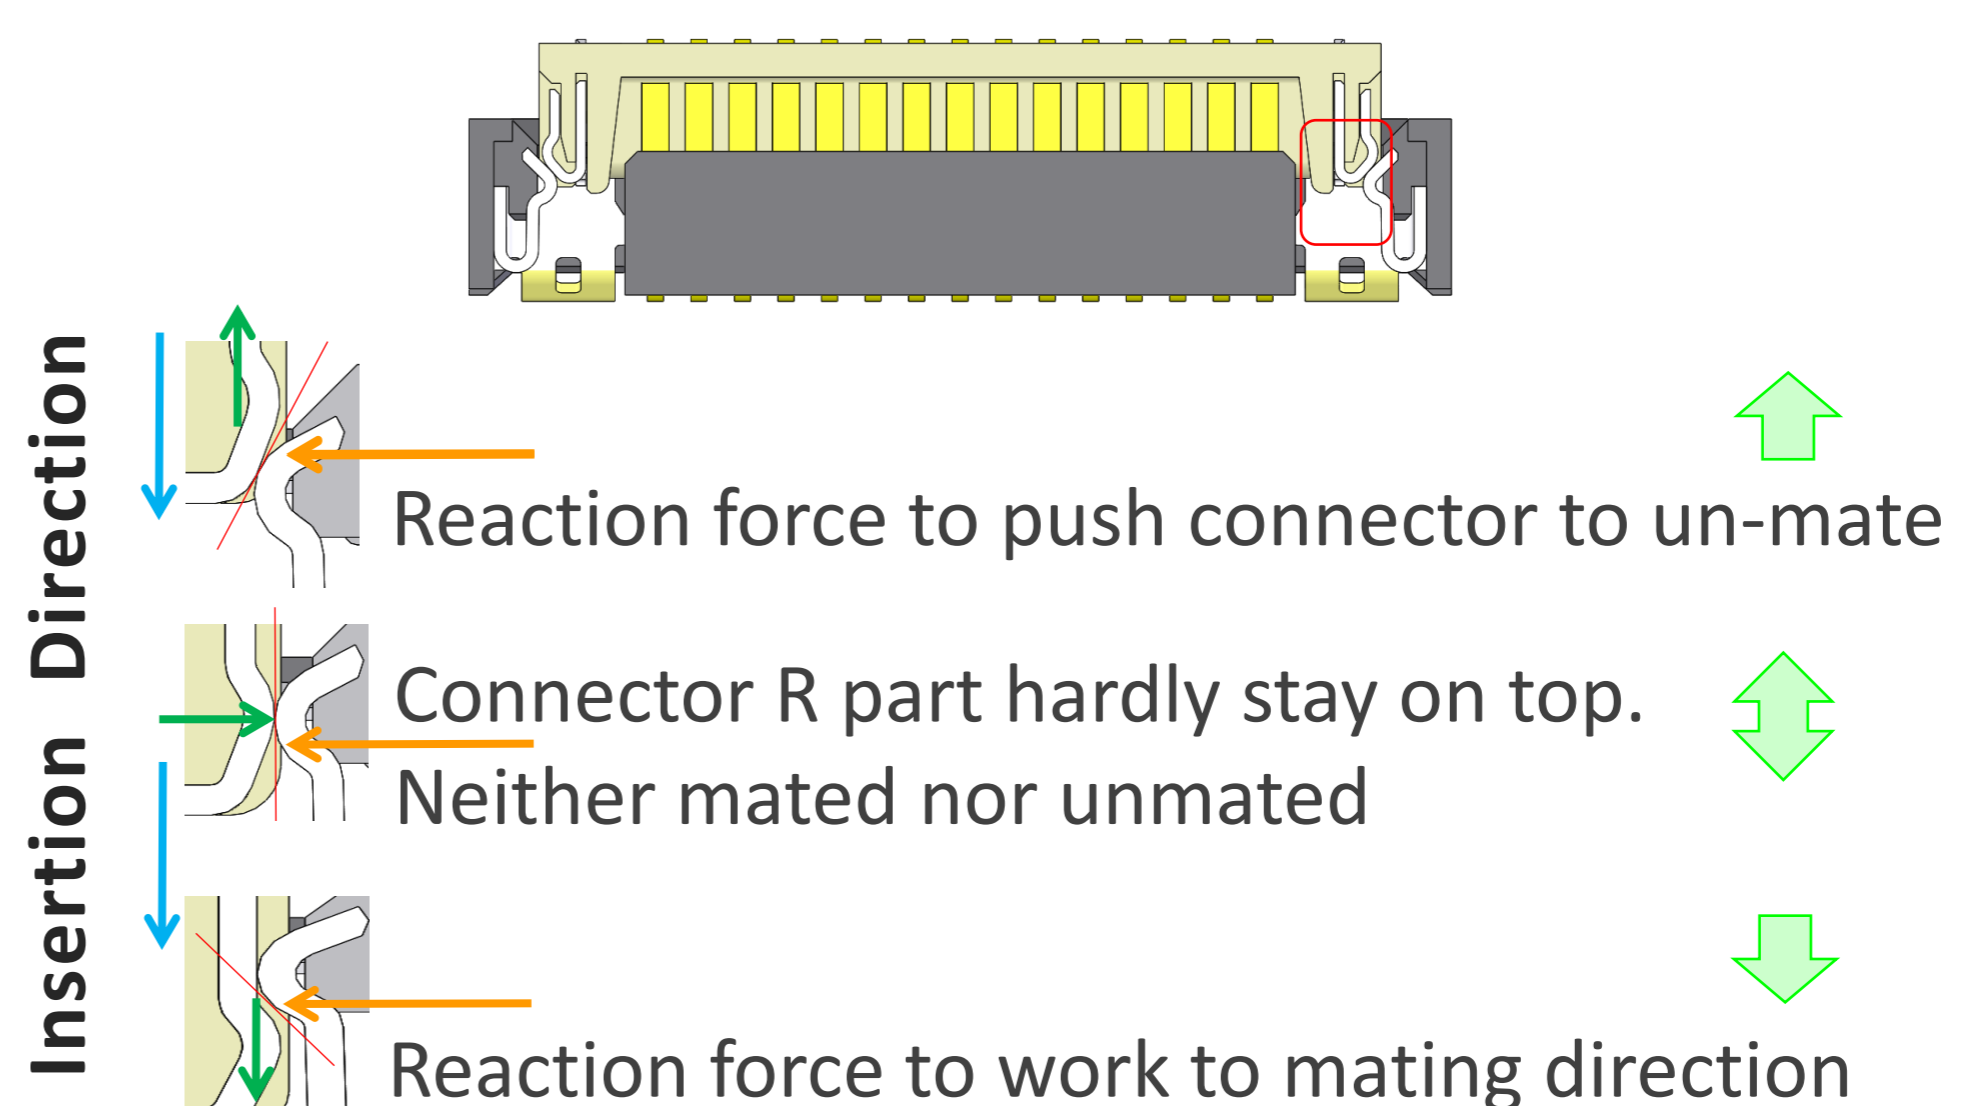 Insertion Direction
Reaction force to push connector to un-mate
Connector R part hardly stay on top.
Neither mated nor unmated
Reaction force to work to mating direction